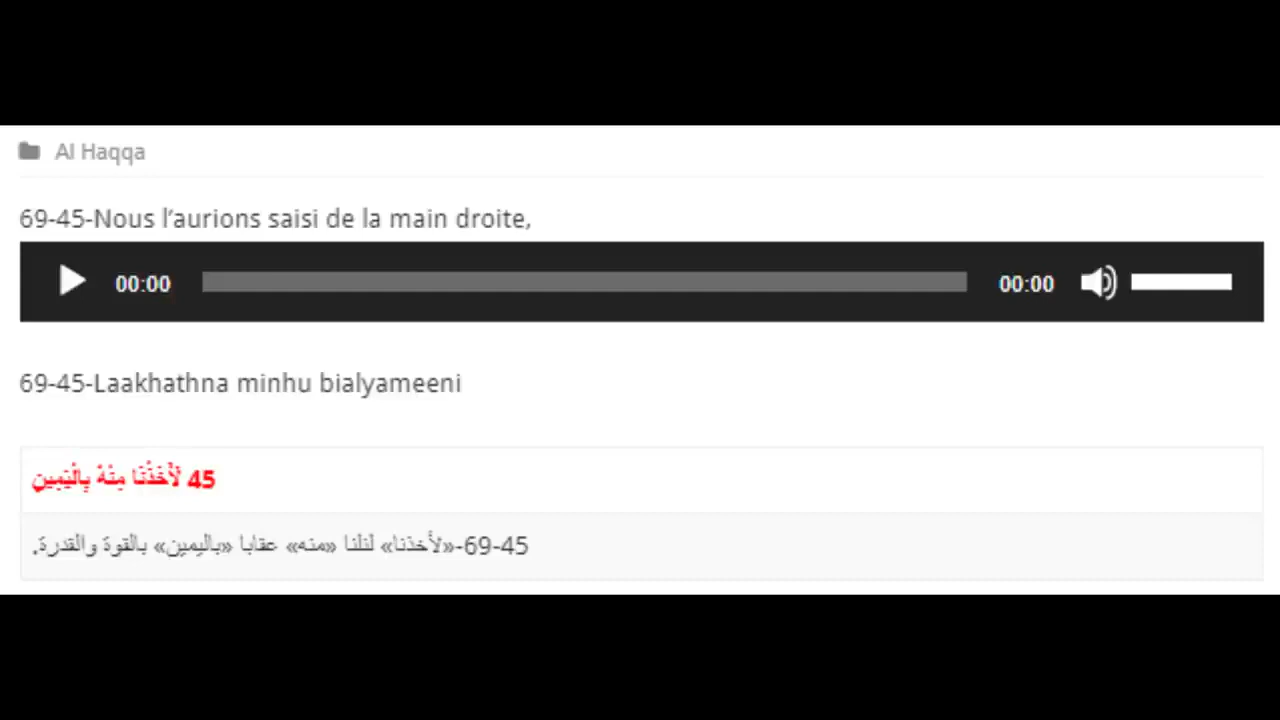 Al Haqqa
69-45-Nous l’aurions saisi de la main droite,
00:00 00:00
69-45-Laakhathna minhu bialyameeni
45 لَأَخَذْنَا مِنْهُ بِالْيَمِينِ
69-45-«لأخذنا» لنلنا «منه» عقابا «باليمين» بالقوة والقدرة.